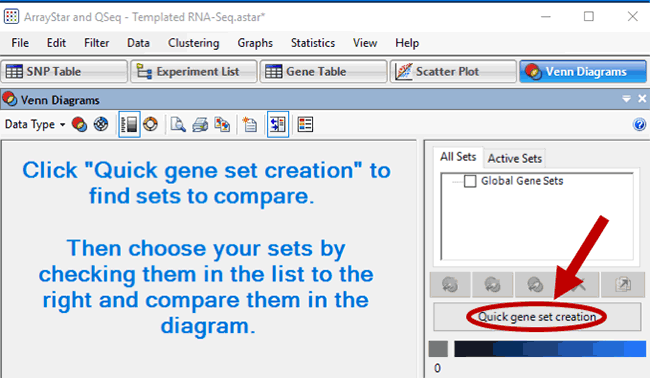 ArrayStar and QSeq - Templated RNA-Seq.astar*
File Edit Filter Data Clustering Graphs Statistics View Help
SNP Table Experiment List Gene Table Scatter Plot Venn Diagrams
Venn Diagrams
Data Type
All Sets Active Sets
Global Gene Sets
Click "Quick gene set creation" to
find sets to compare.
Then choose your sets by
checking them in the list to the
right and compare them in the
diagram.
Quick gene set creation
0